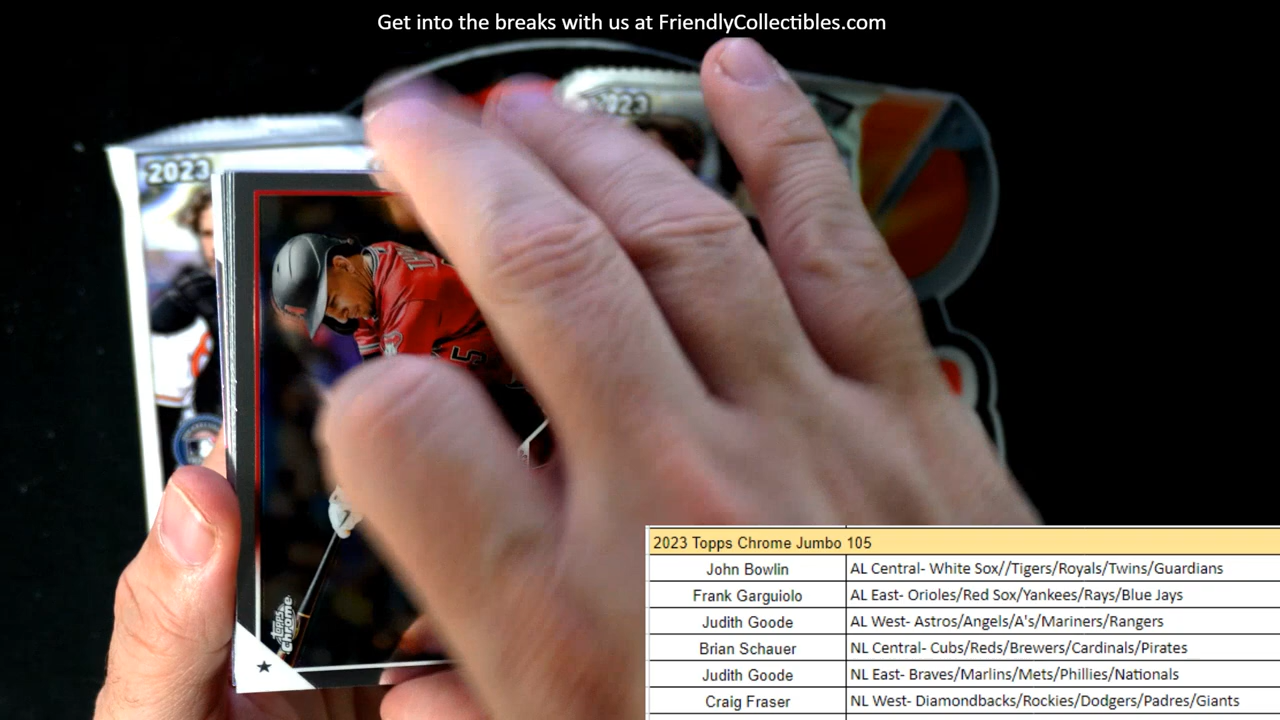 Get into the breaks with us at FriendlyCollectibles.com
2023
2023
5
TOPPS
Chrome
2023 Topps Chrome Jumbo 105
John Bowlin AL Central- White Sox//Tigers/Royals/Twins/Guardians
Frank Garguiolo AL East- Orioles/Red Sox/Yankees/Rays/Blue Jays
Judith Goode AL West- Astros/Angels/A's/Mariners/Rangers
Brian Schauer NL Central- Cubs/Reds/Brewers/Cardinals/Pirates
Judith Goode NL East- Braves/Marlins/Mets/Phillies/Nationals
Craig Fraser NL West- Diamondbacks/Rockies/Dodgers/Padres/Giants